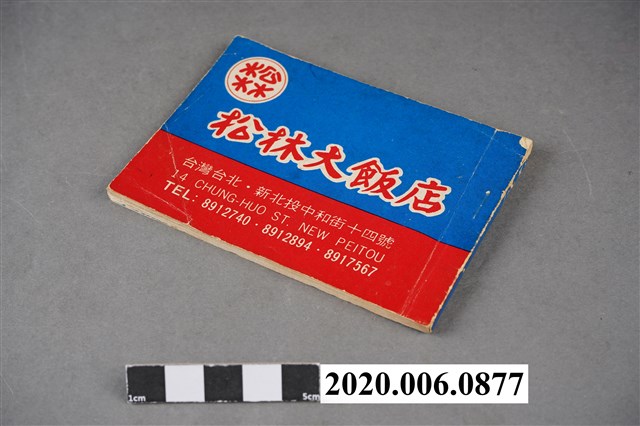 松林
松林大飯店
台灣台北·新北投中和街十四號
14 CHUNG-HUO ST. NEW PEITOU
TEL: 8912740·8912894·8917567
1cm
5cm
2020.006.0877